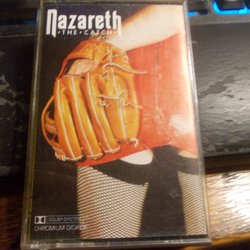 Nazareth
·THE·CATCH·
DOLBY SYSTEM
CHROMIUM DIOXIDE